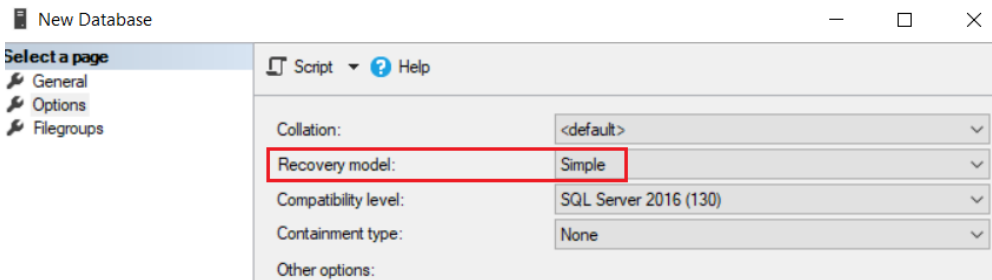 New Database
Select a page
General
Options
Filegroups
Script
Help
Collation: <default>
Recovery model: Simple
Compatibility level: SQL Server 2016 (130)
Containment type: None
Other options: